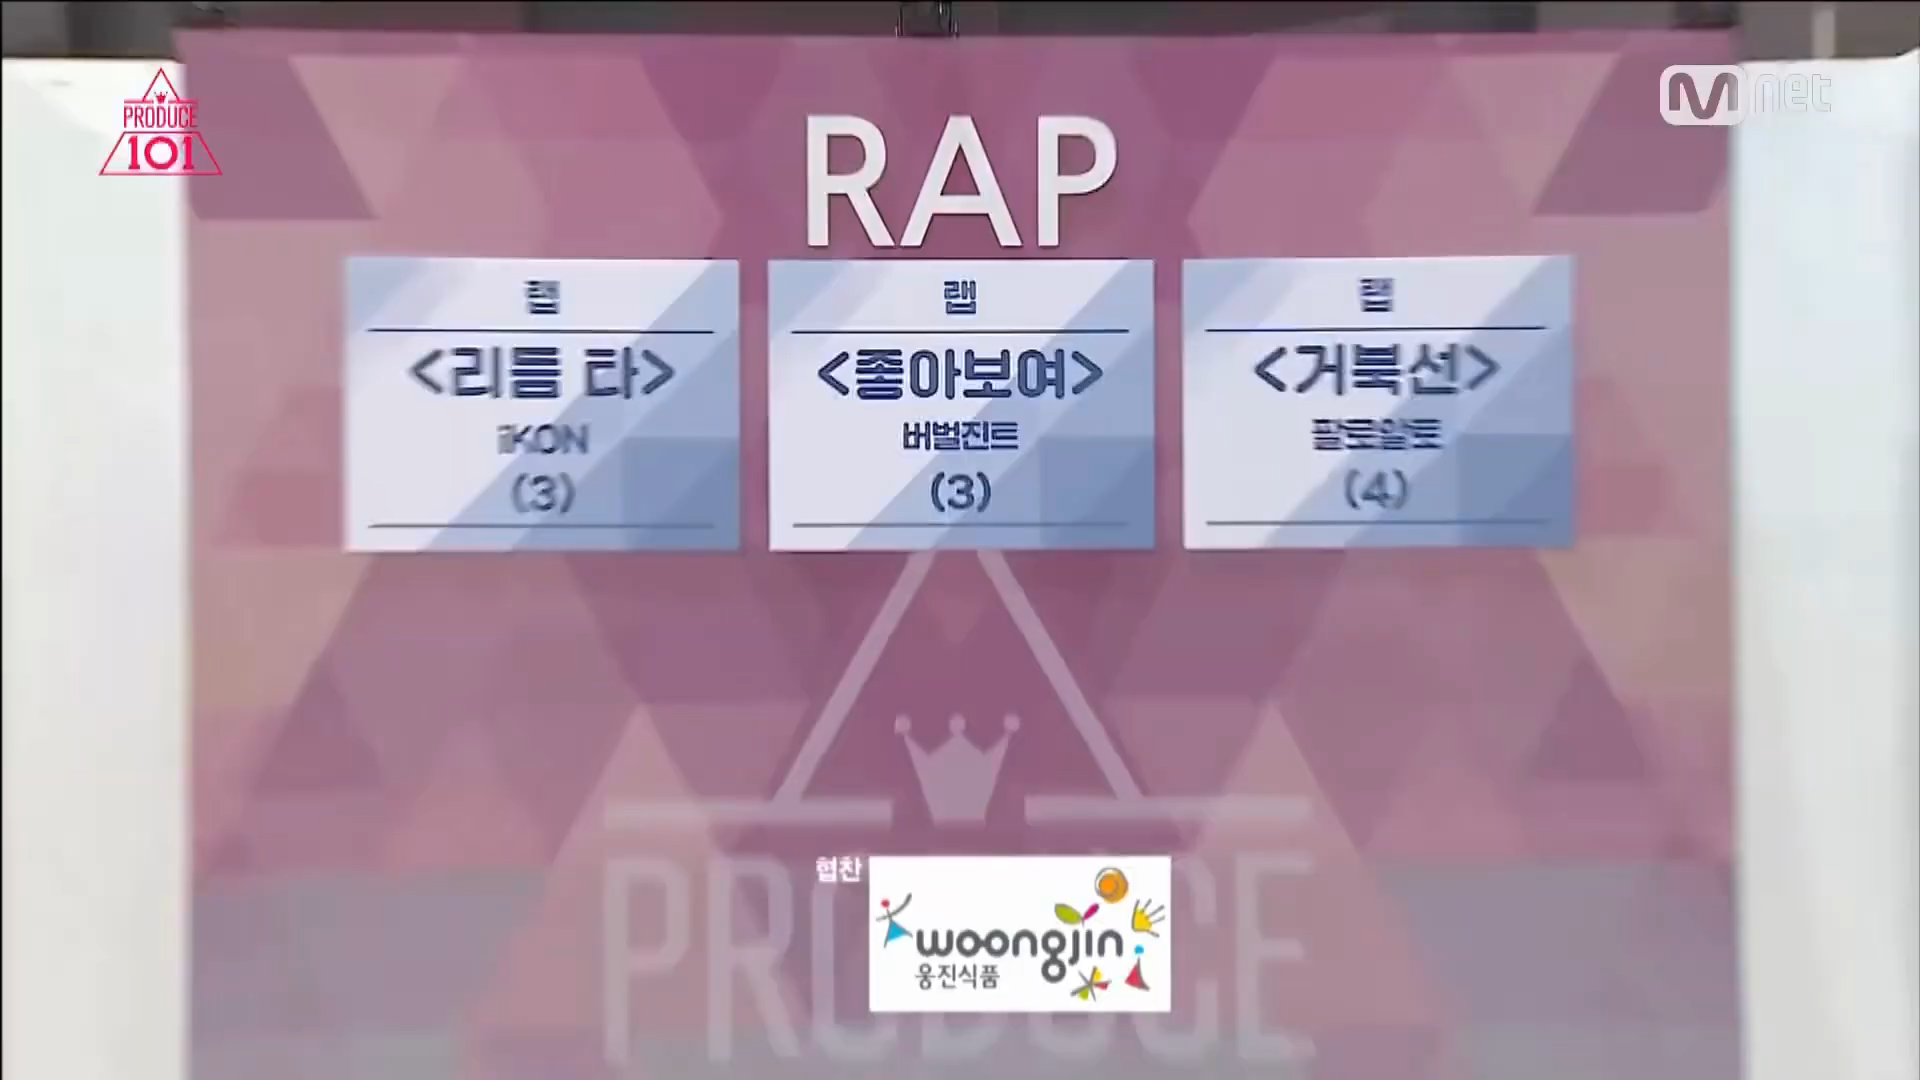 PRODUCE
101
Mnet
RAP
랩
<리듬 타>
iKON
(3)
랩
<좋아보여>
버벌진트
(3)
랩
<거북선>
팔로알토
(4)
PRODUCE
협찬
woongjin
웅진식품